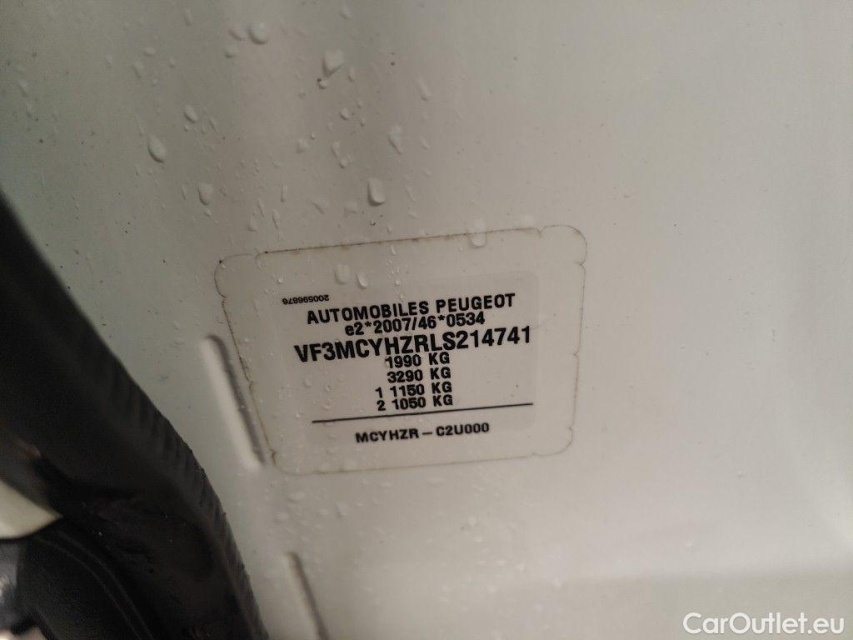 200596876
AUTOMOBILES PEUGEOT
e2*2007/46*0534
VF3MCYHZRLS214741
1990 KG
3290 KG
1 1150 KG
2 1050 KG
MCYHZR-C2U000
CarOutlet.eu